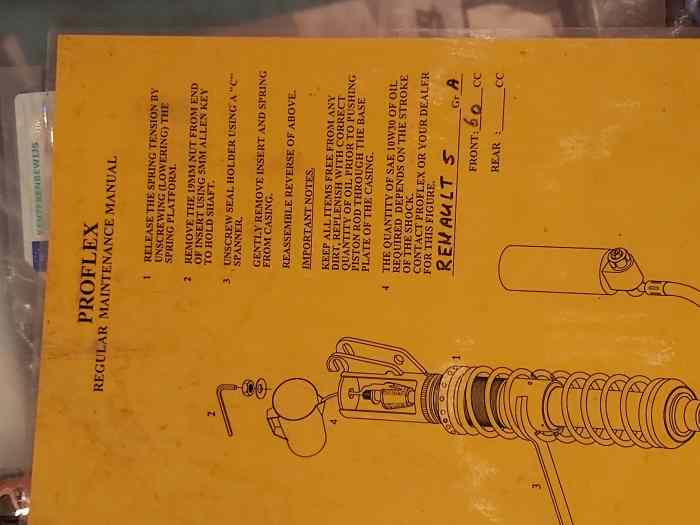 PROFLEX
REGULAR MAINTENANCE MANUAL
1 RELEASE THE SPRING TENSION BY
UNSCREWING (LOWERING) THE
SPRING PLATFORM.
2 REMOVE THE 19MM NUT FROM END
OF INSERT USING 5MM ALLEN KEY
TO HOLD SHAFT.
3 UNSCREW SEAL HOLDER USING A "C"
SPANNER.
GENTLY REMOVE INSERT AND SPRING
FROM CASING.
REASSEMBLE REVERSE OF ABOVE.
IMPORTANT NOTES.
KEEP ALL ITEMS FREE FROM ANY
DIRT, REPLENISH WITH CORRECT
QUANTITY OF OIL PRIOR TO PUSHING
PISTON ROD THROUGH THE BASE
PLATE OF THE CASING.
4 THE QUANTITY OF SAE 10W30 OF OIL
REQUIRED DEPENDS ON THE STROKE
OF THE SHOCK.
CONTACT PROFLEX OR YOUR DEALER
FOR THIS FIGURE.
RENAULT 5 Gr A
FRONT: 60 CC
REAR : CC
2
4
1
3
KENTEKENBEWIJS